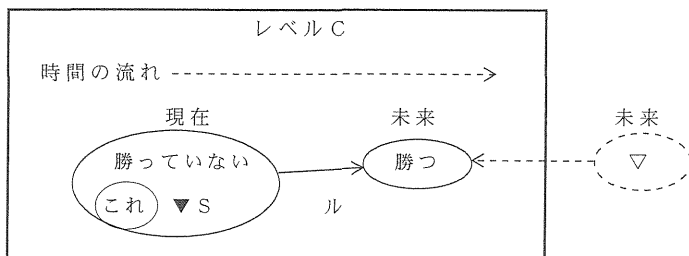 レベルC
時間の流れ
現在 未来 未来
勝っていない 勝つ ▽
これ ▼S ル